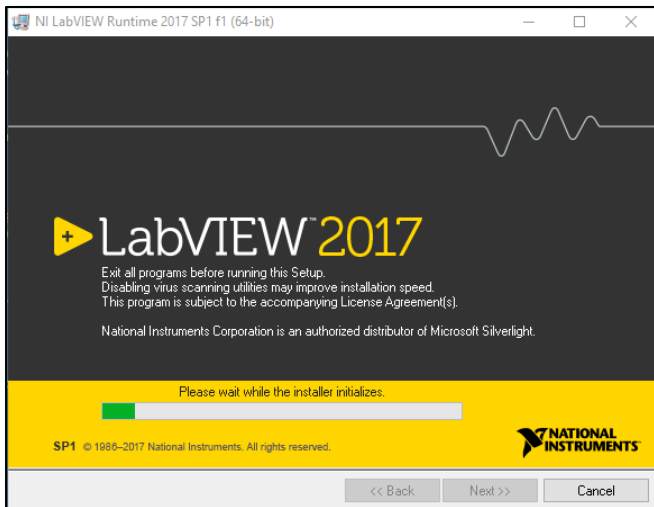 NI LabVIEW Runtime 2017 SP1 f1 (64-bit)
LabVIEW™ 2017
Exit all programs before running this Setup.
Disabling virus scanning utilities may improve installation speed.
This program is subject to the accompanying License Agreement(s).
National Instruments Corporation is an authorized distributor of Microsoft Silverlight.
Please wait while the installer initializes.
SP1 © 1986–2017 National Instruments. All rights reserved.
NATIONAL
INSTRUMENTS™
<< Back Next >> Cancel